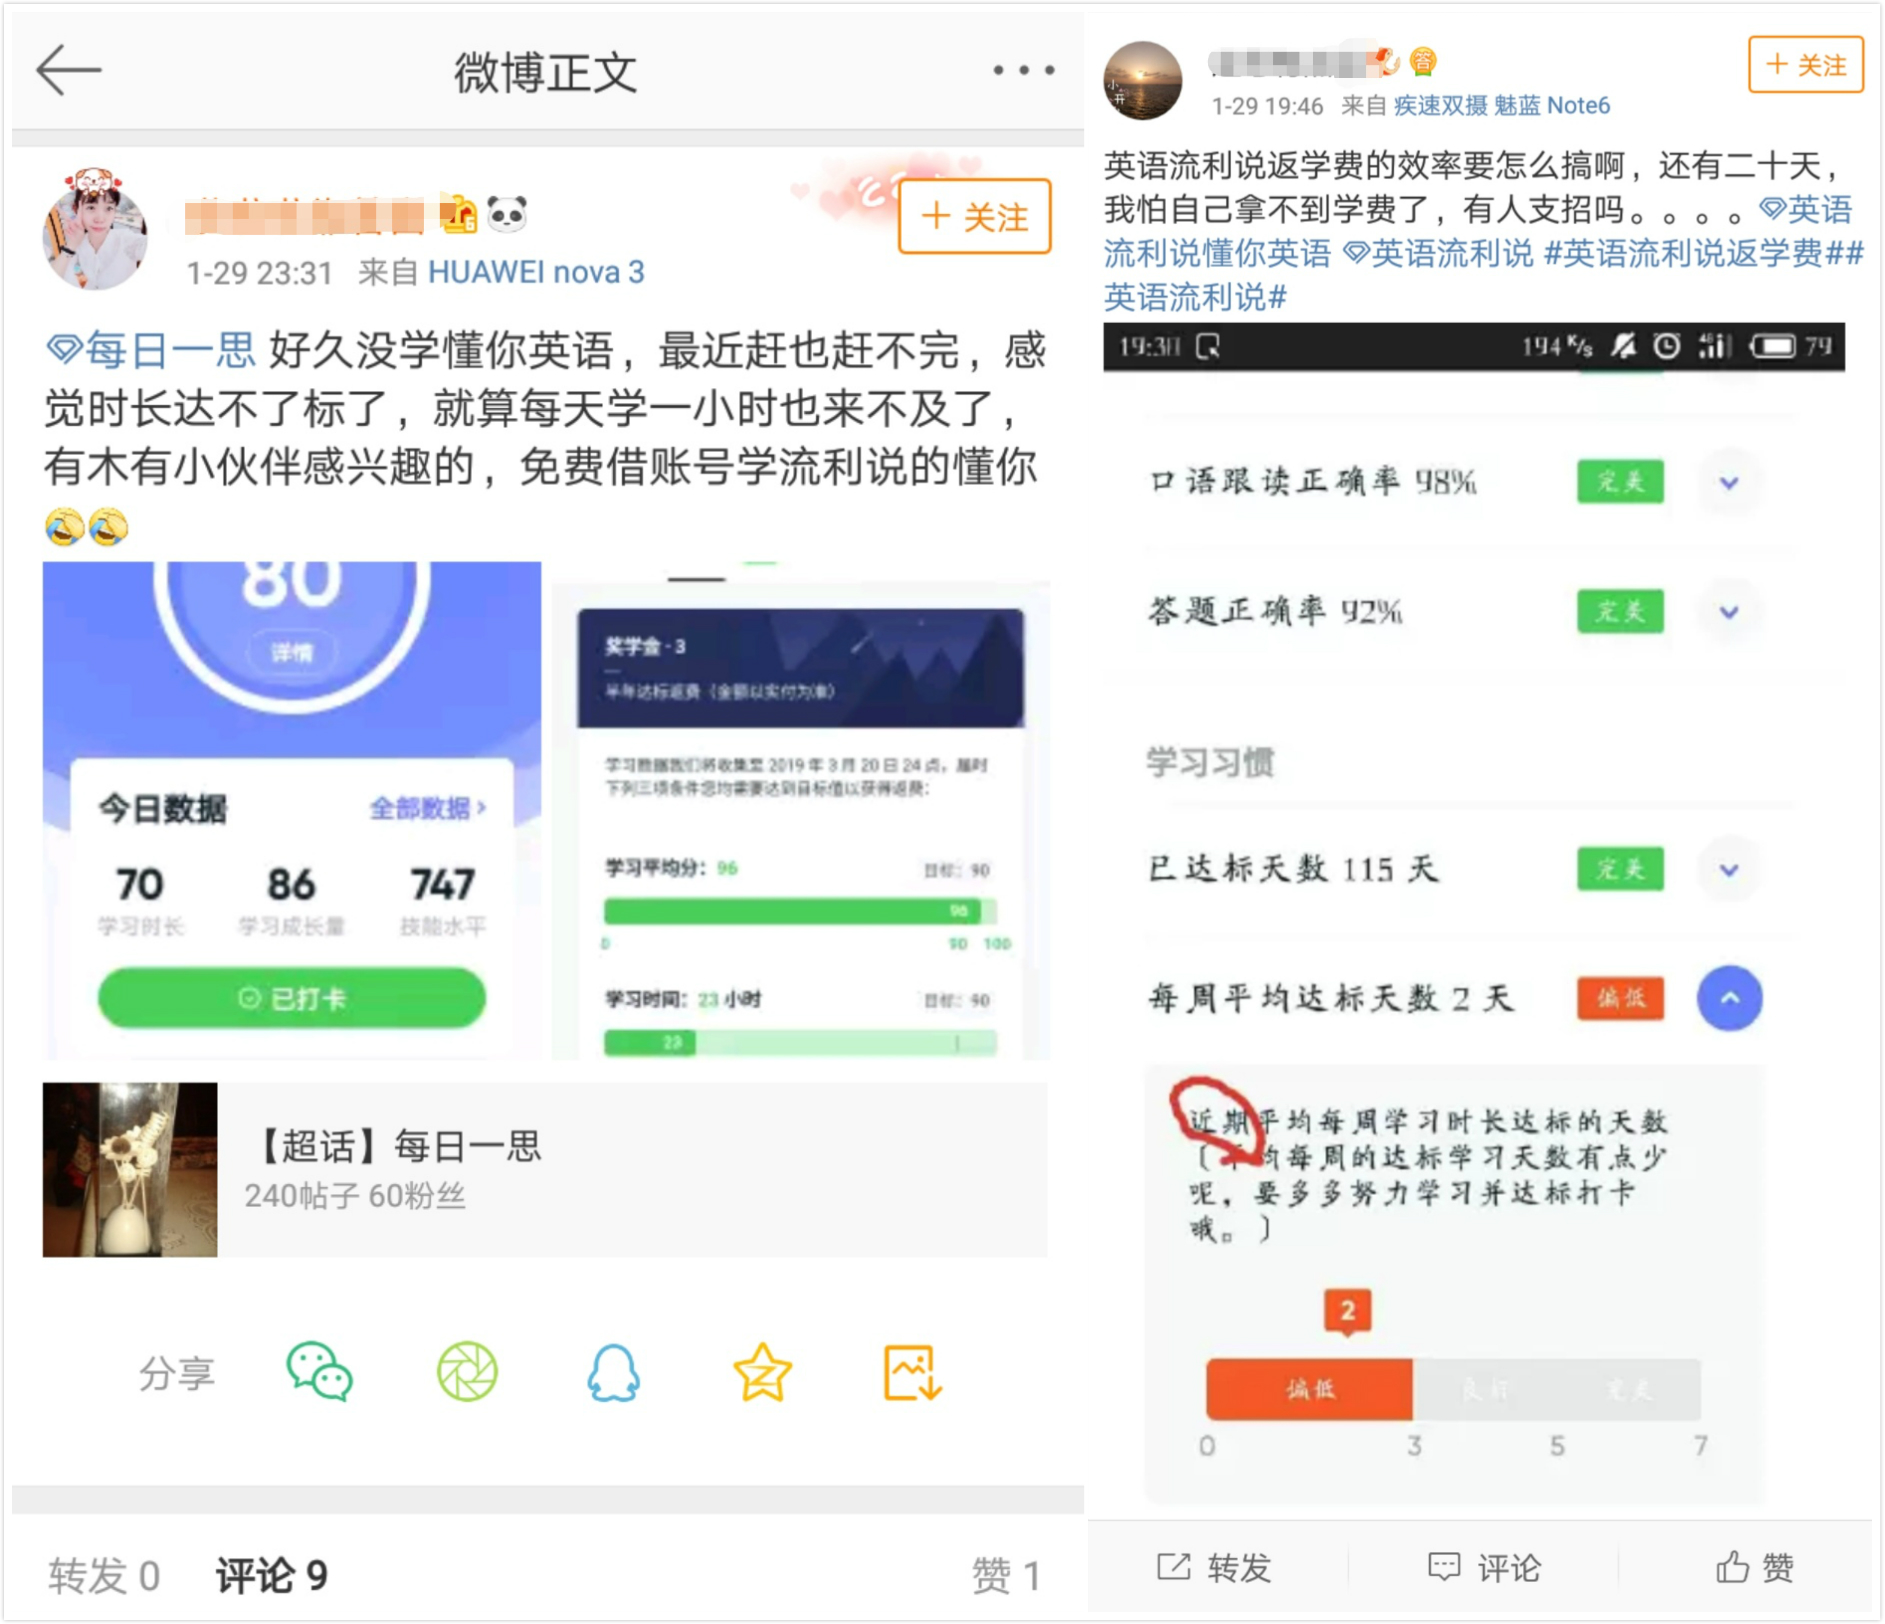 微博正文
+ 关注
1-29 23:31 来自 HUAWEI nova 3
每日一思 好久没学懂你英语，最近赶也赶不完，感
觉时长达不了标了，就算每天学一小时也来不及了，
有木有小伙伴感兴趣的，免费借账号学流利说的懂你
80
详情
今日数据 全部数据 >
70 86 747
学习时长 学习成长量 技能水平
已打卡
奖学金 - 3
半年达标返费（金额以实付为准）
学习数据我们将收集至 2019 年 3 月 20 日 24 点，届时
下列三项条件您均需要达到目标值以获得返费：
学习平均分：96 目标：90
96
0 90 100
学习时间：23 小时 目标：90
23
【超话】每日一思
240帖子 60粉丝
分享
转发 0 评论 9 赞 1
小
开
+ 关注
1-29 19:46 来自 疾速双摄 魅蓝 Note6
英语流利说返学费的效率要怎么搞啊，还有二十天，
我怕自己拿不到学费了，有人支招吗。。。。英语
流利说懂你英语 英语流利说 #英语流利说返学费##
英语流利说#
19:30 194 K/s 79
口语跟读正确率 98% 完美
答题正确率 92% 完美
学习习惯
已达标天数 115 天 完美
每周平均达标天数 2 天 偏低
近期平均每周学习时长达标的天数
（平均每周的达标学习天数有点少
呢，要多多努力学习并达标打卡
哦。）
2
偏低 良好 完美
0 3 5 7
转发 评论 赞